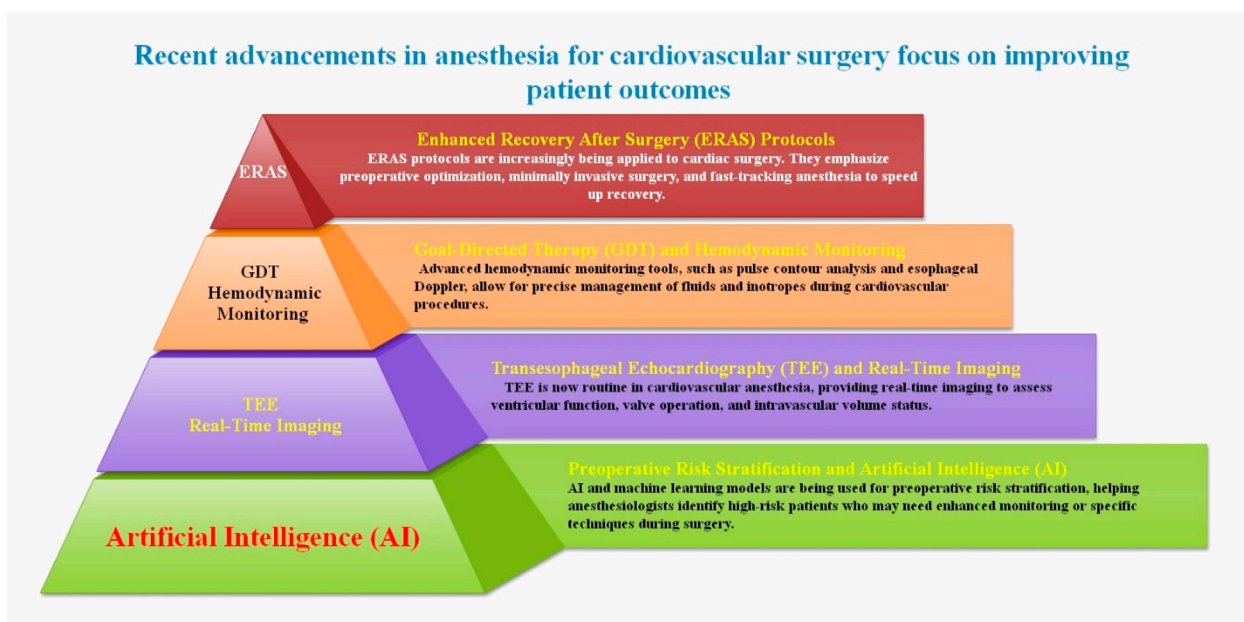 Recent advancements in anesthesia for cardiovascular surgery focus on improving
patient outcomes
ERAS
Enhanced Recovery After Surgery (ERAS) Protocols
ERAS protocols are increasingly being applied to cardiac surgery. They emphasize
preoperative optimization, minimally invasive surgery, and fast-tracking anesthesia to speed
up recovery.
GDT
Hemodynamic
Monitoring
Goal-Directed Therapy (GDT) and Hemodynamic Monitoring
Advanced hemodynamic monitoring tools, such as pulse contour analysis and esophageal
Doppler, allow for precise management of fluids and inotropes during cardiovascular
procedures.
TEE
Real-Time Imaging
Transesophageal Echocardiography (TEE) and Real-Time Imaging
TEE is now routine in cardiovascular anesthesia, providing real-time imaging to assess
ventricular function, valve operation, and intravascular volume status.
Artificial Intelligence (AI)
Preoperative Risk Stratification and Artificial Intelligence (AI)
AI and machine learning models are being used for preoperative risk stratification, helping
anesthesiologists identify high-risk patients who may need enhanced monitoring or specific
techniques during surgery.